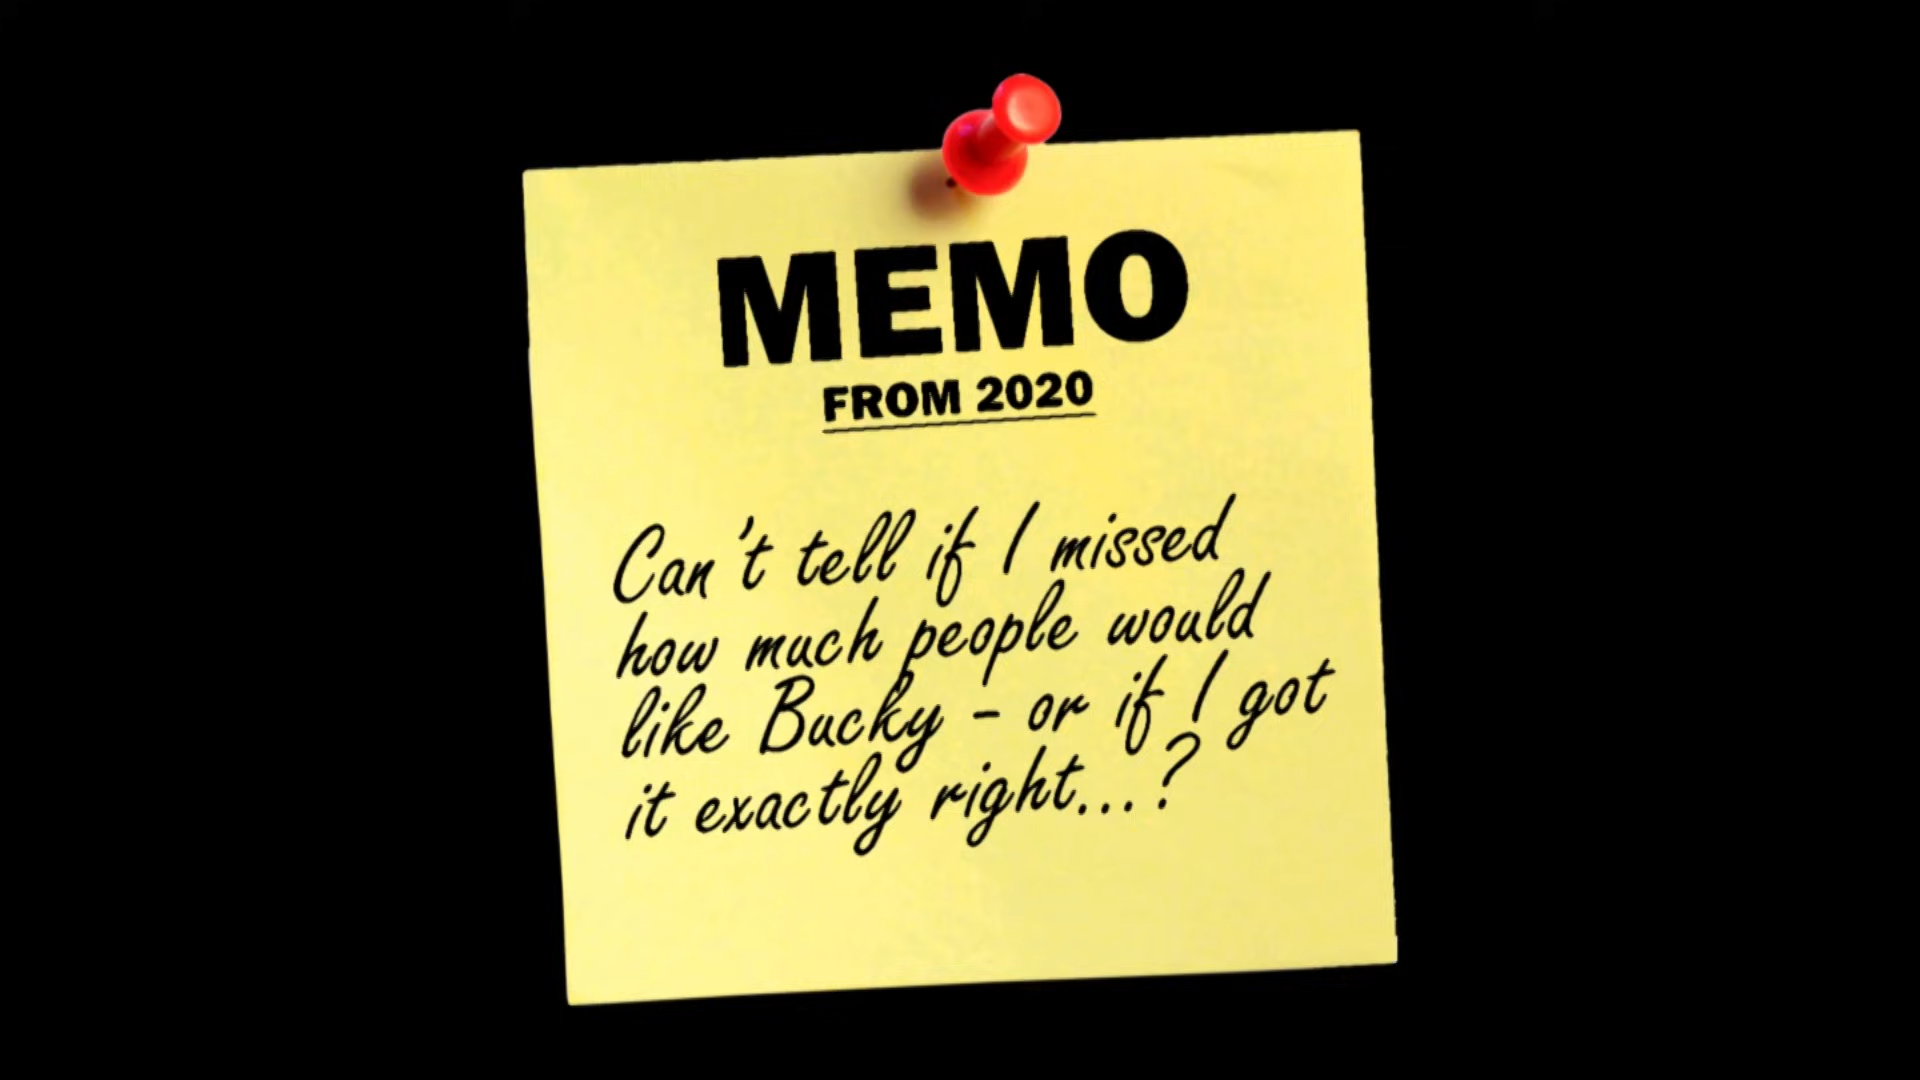 MEMO
FROM 2020
Can't tell if I missed
how much people would
like Bucky - or if I got
it exactly right...?